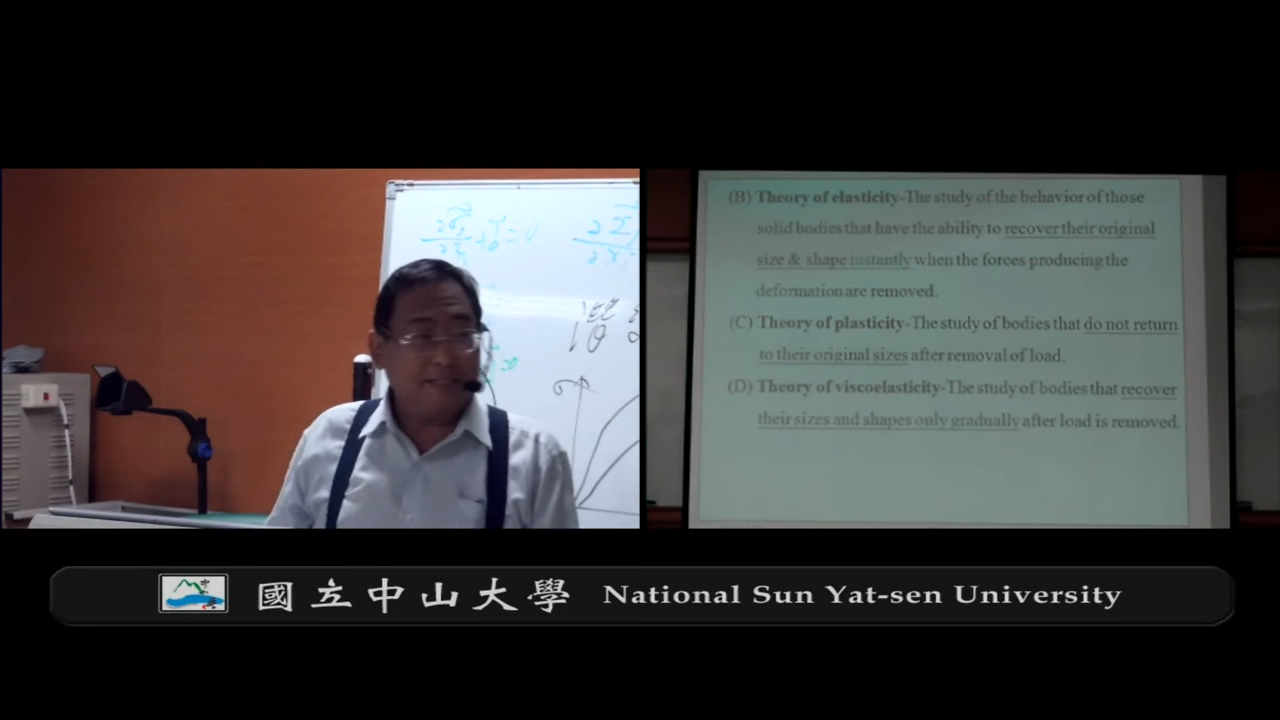 (B) Theory of elasticity-The study of the behavior of those
solid bodies that have the ability to recover their original
size & shape instantly when the forces producing the
deformation are removed.
(C) Theory of plasticity-The study of bodies that do not return
to their original sizes after removal of load.
(D) Theory of viscoelasticity-The study of bodies that recover
their sizes and shapes only gradually after load is removed.
國立中山大學 National Sun Yat-sen University